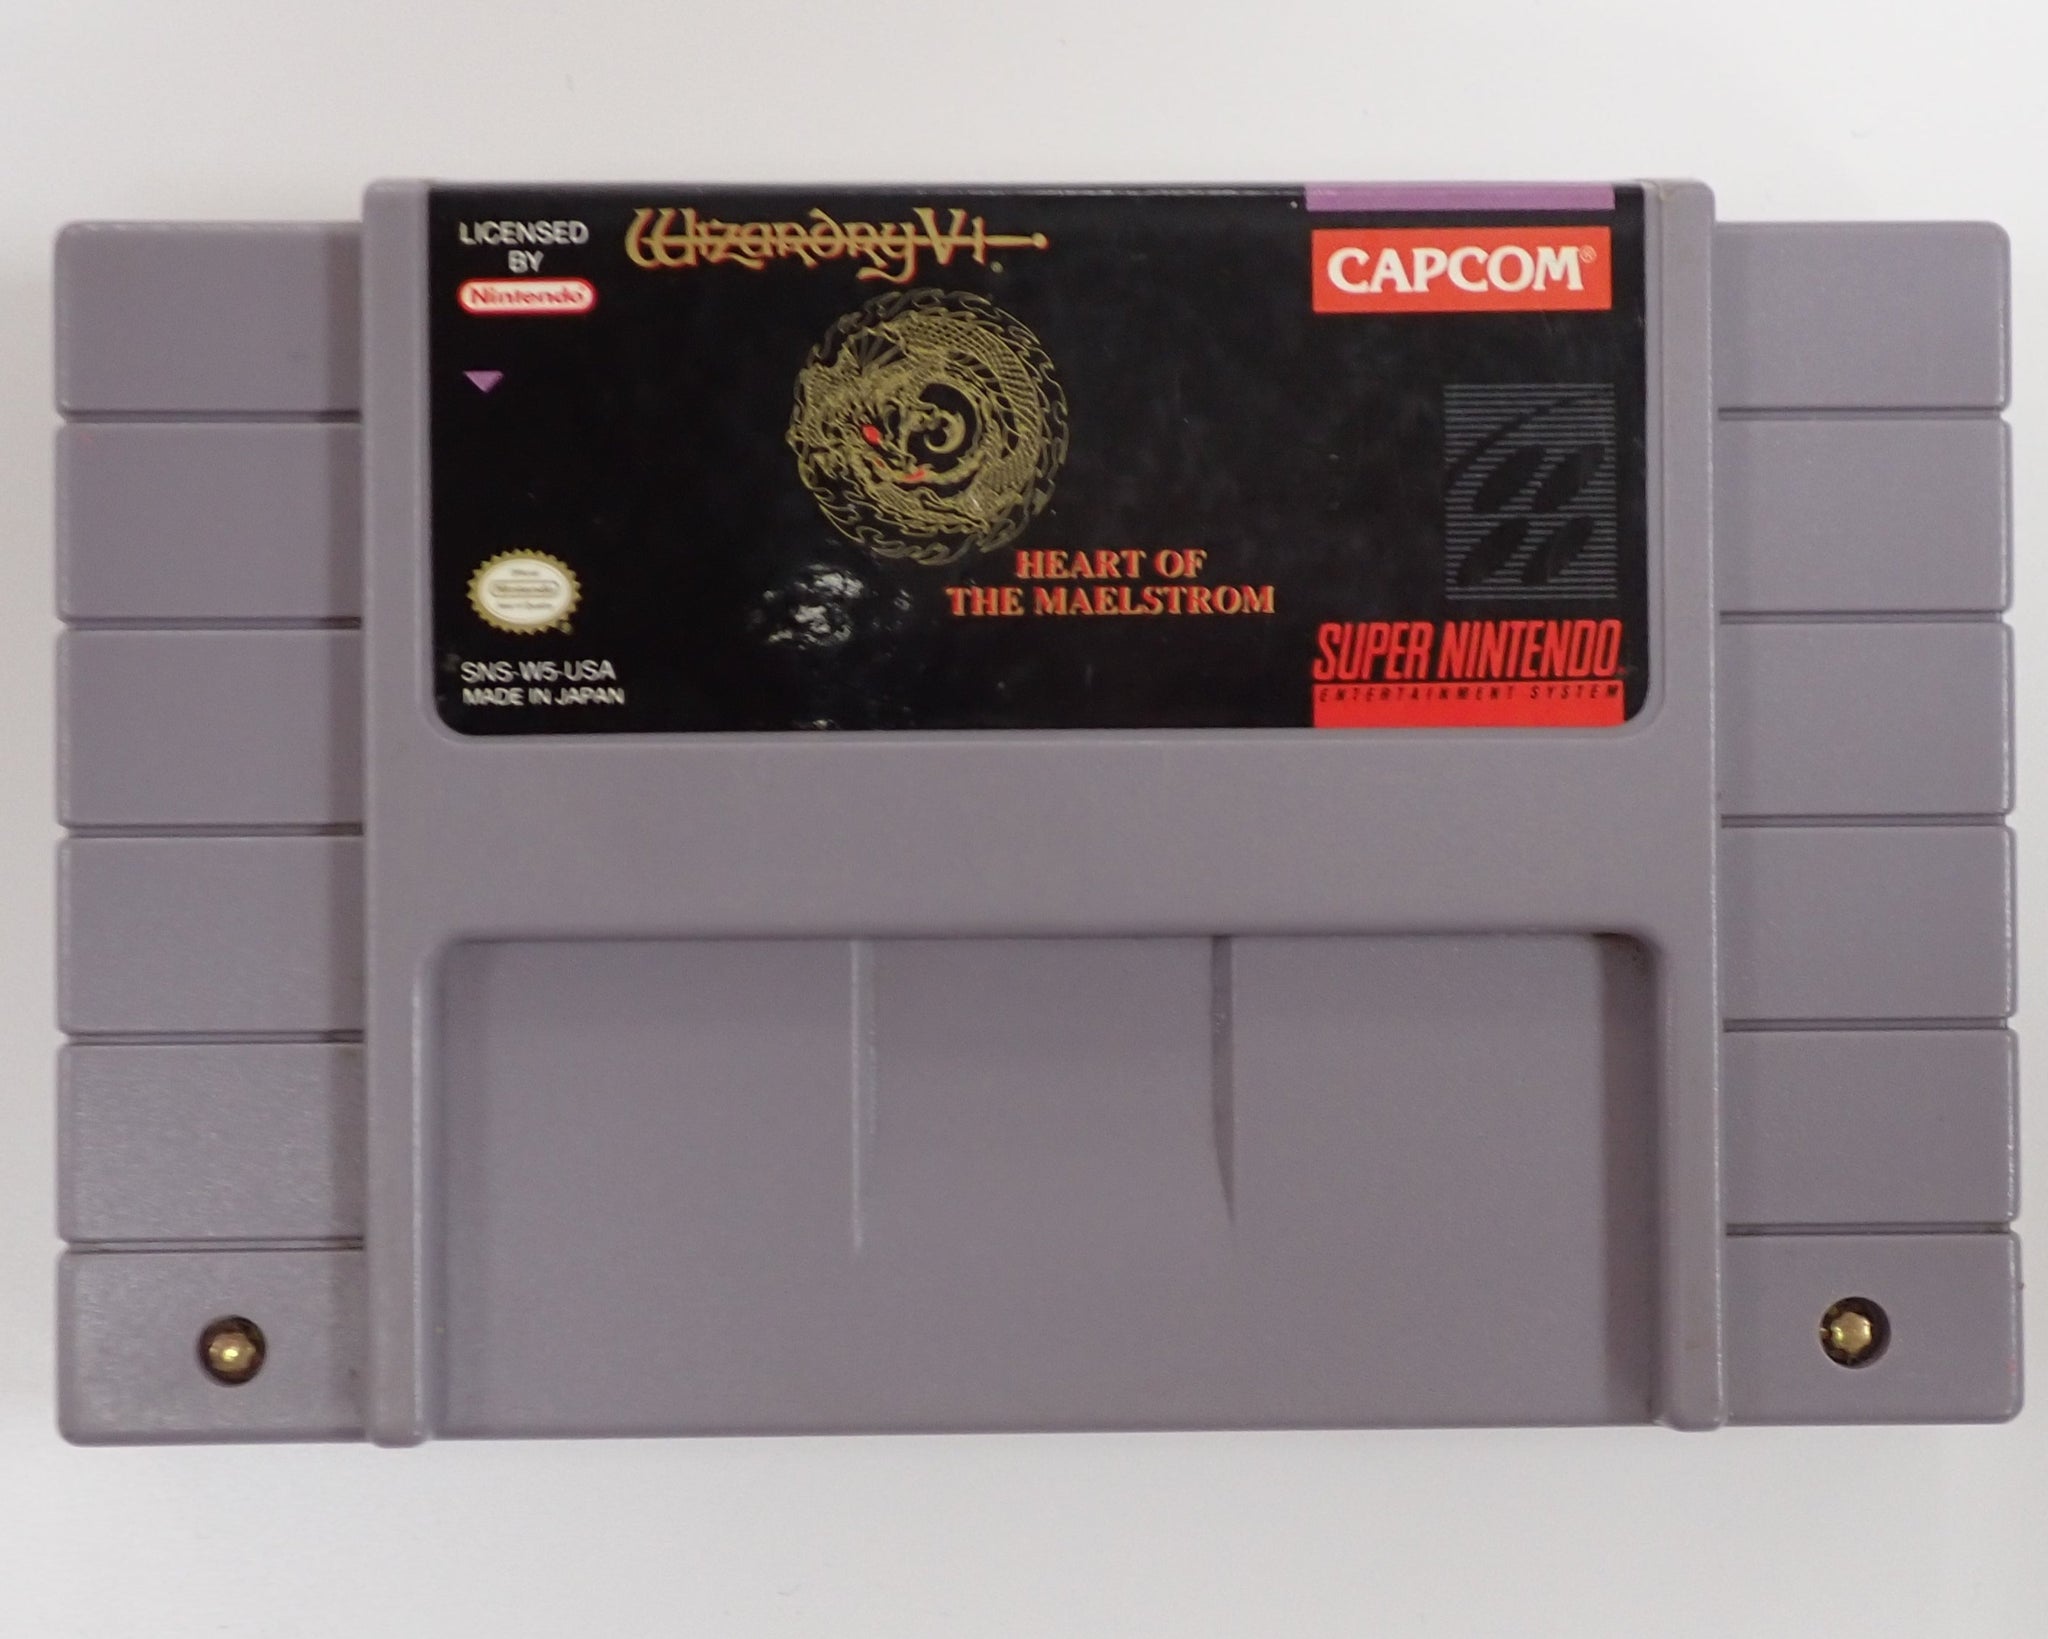 LICENSED
BY
Nintendo
Wizardry V
CAPCOM®
Nintendo
HEART OF
THE MAELSTROM
SNS-W5-USA
MADE IN JAPAN
SUPER NINTENDO
ENTERTAINMENT SYSTEM